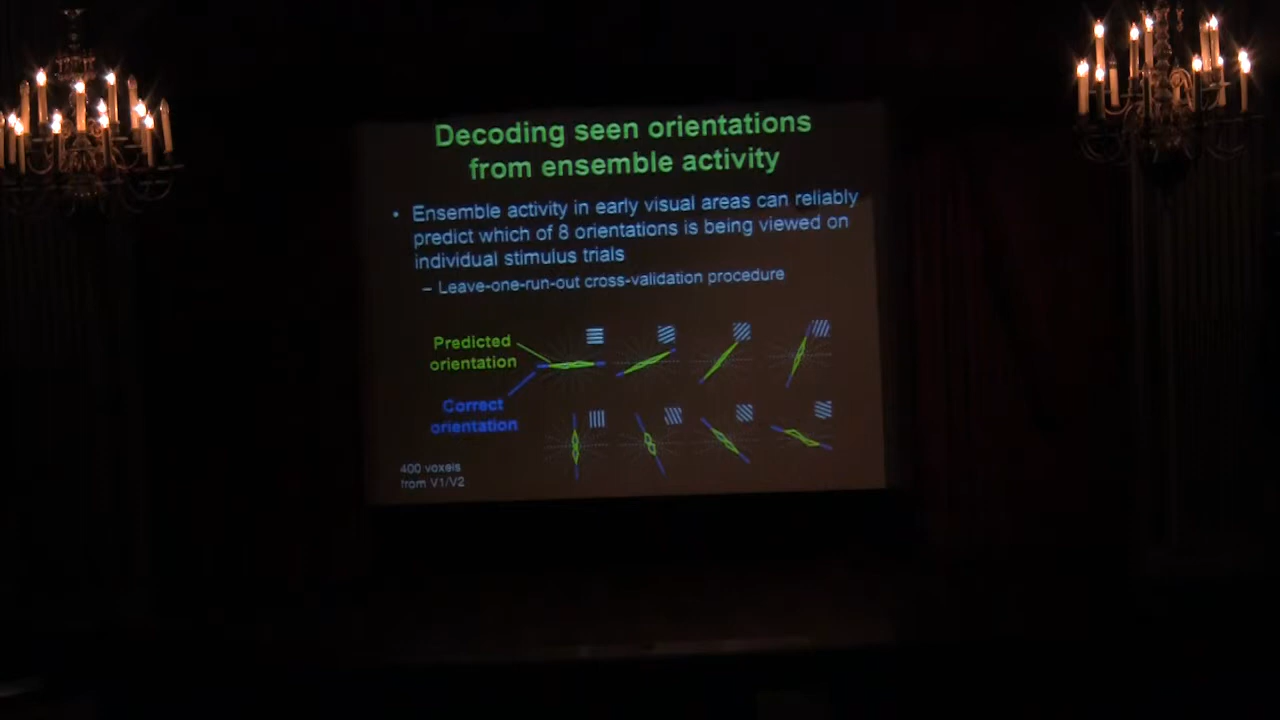 Decoding seen orientations
from ensemble activity
• Ensemble activity in early visual areas can reliably
predict which of 8 orientations is being viewed on
individual stimulus trials
– Leave-one-run-out cross-validation procedure
Predicted
orientation
Correct
orientation
400 voxels
from V1/V2